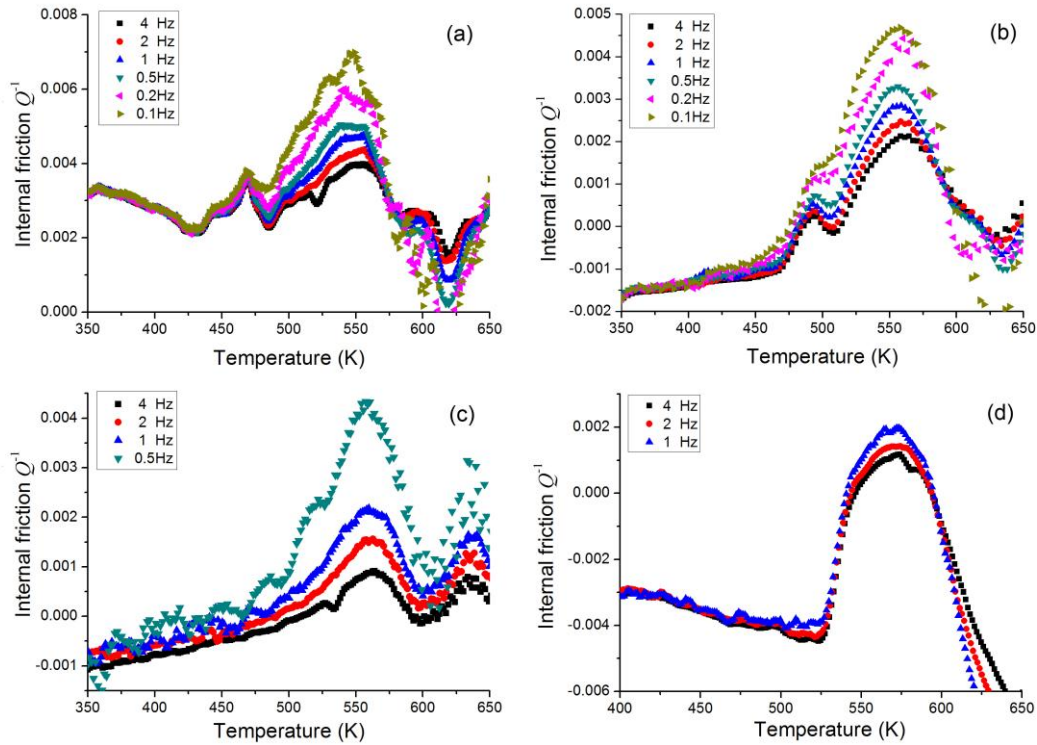 (a)
4 Hz
2 Hz
1 Hz
0.5Hz
0.2Hz
0.1Hz
Internal friction Q⁻¹
0.008
0.006
0.004
0.002
0.000
350 400 450 500 550 600 650
Temperature (K)
(b)
4 Hz
2 Hz
1 Hz
0.5Hz
0.2Hz
0.1Hz
Internal friction Q⁻¹
0.005
0.004
0.003
0.002
0.001
0.000
-0.001
-0.002
350 400 450 500 550 600 650
Temperature (K)
(c)
4 Hz
2 Hz
1 Hz
0.5Hz
Internal friction Q⁻¹
0.004
0.003
0.002
0.001
0.000
-0.001
350 400 450 500 550 600 650
Temperature (K)
(d)
4 Hz
2 Hz
1 Hz
Internal friction Q⁻¹
0.002
0.000
-0.002
-0.004
-0.006
400 450 500 550 600 650
Temperature (K)